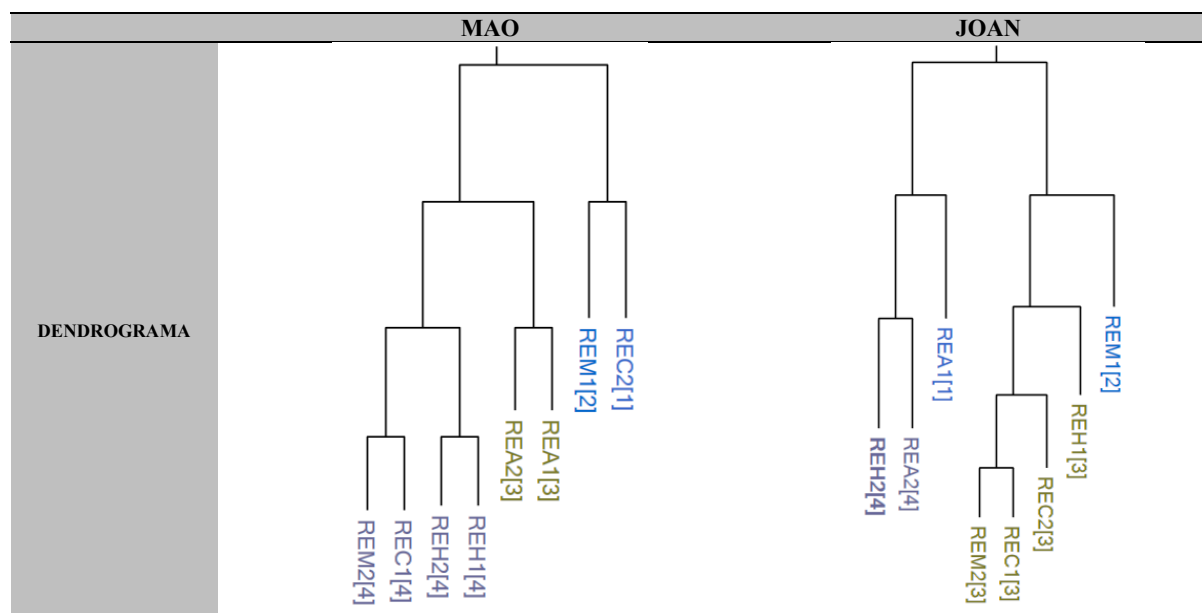 MAO JOAN
DENDROGRAMA
REM2[4]
REC1[4]
REH2[4]
REH1[4]
REA2[3]
REA1[3]
REM1[2]
REC2[1]
REH2[4]
REA2[4]
REA1[1]
REM2[3]
REC1[3]
REC2[3]
REH1[3]
REM1[2]